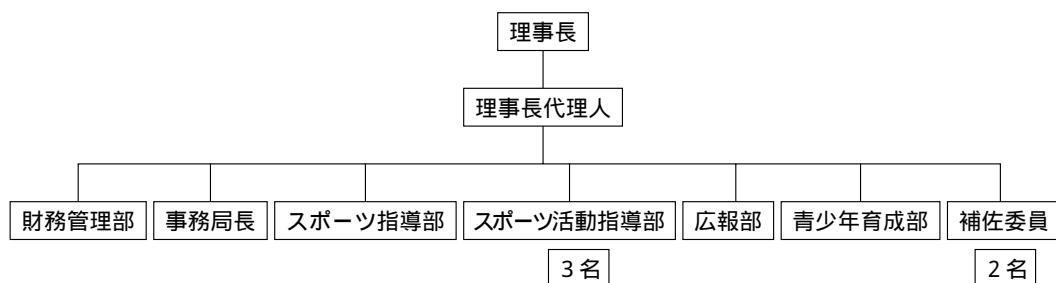 理事長
理事長代理人
財務管理部 事務局長 スポーツ指導部 スポーツ活動指導部 広報部 青少年育成部 補佐委員
3名 2名